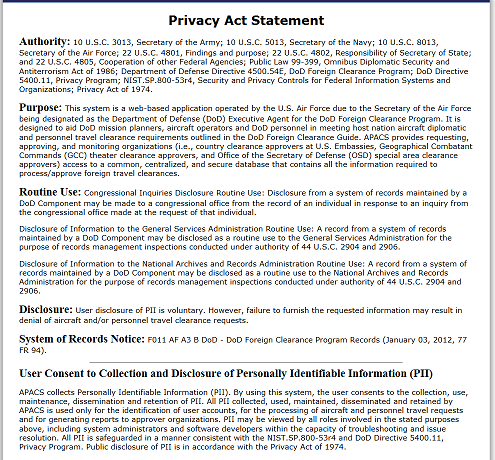 Privacy Act Statement
Authority: 10 U.S.C. 3013, Secretary of the Army; 10 U.S.C. 5013, Secretary of the Navy; 10 U.S.C. 8013,
Secretary of the Air Force; 22 U.S.C. 4801, Findings and purpose; 22 U.S.C. 4802, Responsibility of Secretary of State;
and 22 U.S.C. 4805, Cooperation of other Federal Agencies; Public Law 99-399, Omnibus Diplomatic Security and
Antiterrorism Act of 1986; Department of Defense Directive 4500.54E, DoD Foreign Clearance Program; DoD Directive
5400.11, Privacy Program; NIST.SP.800-53r4, Security and Privacy Controls for Federal Information Systems and
Organizations; Privacy Act of 1974.
Purpose: This system is a web-based application operated by the U.S. Air Force due to the Secretary of the Air Force
being designated as the Department of Defense (DoD) Executive Agent for the DoD Foreign Clearance Program. It is
designed to aid DoD mission planners, aircraft operators and DoD personnel in meeting host nation aircraft diplomatic
and personnel travel clearance requirements outlined in the DoD Foreign Clearance Guide. APACS provides requesting,
approving, and monitoring organizations (i.e., country clearance approvers at U.S. Embassies, Geographical Combatant
Commands (GCC) theater clearance approvers, and Office of the Secretary of Defense (OSD) special area clearance
approvers) access to a common, centralized, and secure database that contains all the information required to
process/approve foreign travel clearances.
Routine Use: Congressional Inquiries Disclosure Routine Use: Disclosure from a system of records maintained by a
DoD Component may be made to a congressional office from the record of an individual in response to an inquiry from
the congressional office made at the request of that individual.
Disclosure of Information to the General Services Administration Routine Use: A record from a system of records
maintained by a DoD Component may be disclosed as a routine use to the General Services Administration for the
purpose of records management inspections conducted under authority of 44 U.S.C. 2904 and 2906.
Disclosure of Information to the National Archives and Records Administration Routine Use: A record from a system of
records maintained by a DoD Component may be disclosed as a routine use to the National Archives and Records
Administration for the purpose of records management inspections conducted under authority of 44 U.S.C. 2904 and
2906.
Disclosure: User disclosure of PII is voluntary. However, failure to furnish the requested information may result in
denial of aircraft and/or personnel travel clearance requests.
System of Records Notice: F011 AF A3 B DoD - DoD Foreign Clearance Program Records (January 03, 2012, 77
FR 94).
User Consent to Collection and Disclosure of Personally Identifiable Information (PII)
APACS collects Personally Identifiable Information (PII). By using this system, the user consents to the collection, use,
maintenance, dissemination and retention of PII. All PII collected, used, maintained, disseminated and retained by
APACS is used only for the identification of user accounts, for the processing of aircraft and personnel travel requests
and for generating reports to approver organizations. PII may be viewed by all roles involved in the stated purposes
above, including system administrators and software developers within the capacity of troubleshooting and issue
resolution. All PII is safeguarded in a manner consistent with the NIST.SP.800-53r4 and DoD Directive 5400.11,
Privacy Program. Public disclosure of PII is in accordance with the Privacy Act of 1974.